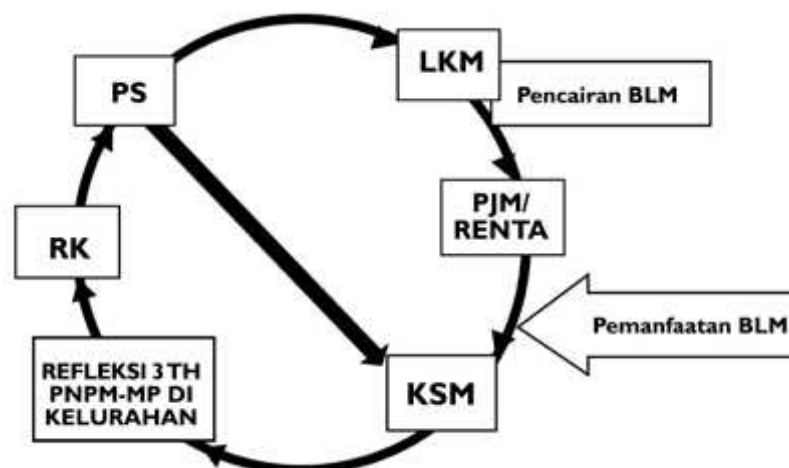 PS
LKM
Pencairan BLM
PJM/
RENTA
RK
Pemanfaatan BLM
REFLEKSI 3 TH
PNPM-MP DI
KELURAHAN
KSM